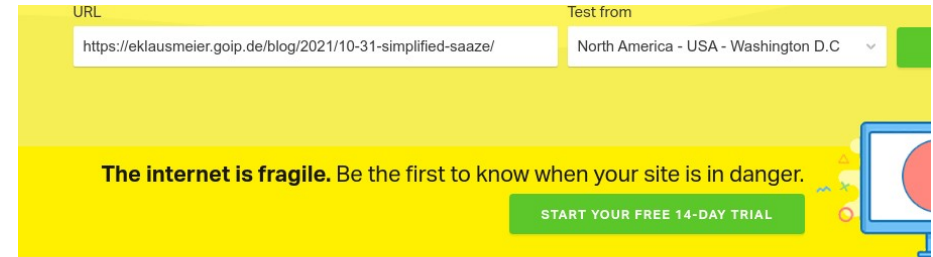 URL
Test from
https://eklausmeier.goip.de/blog/2021/10-31-simplified-saaze/
North America - USA - Washington D.C
The internet is fragile. Be the first to know when your site is in danger.
START YOUR FREE 14-DAY TRIAL